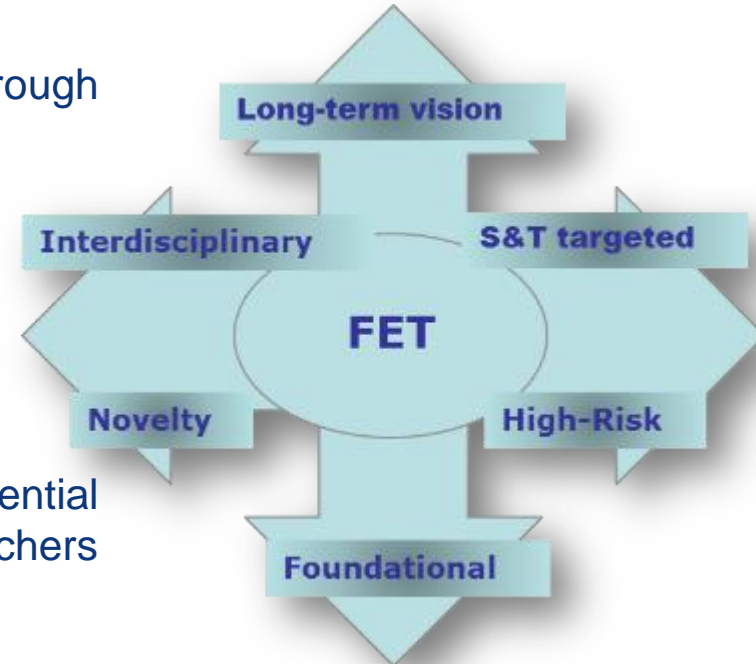 rough
Long-term vision
Interdisciplinary
S&T targeted
FET
Novelty
High-Risk
ential
chers
Foundational